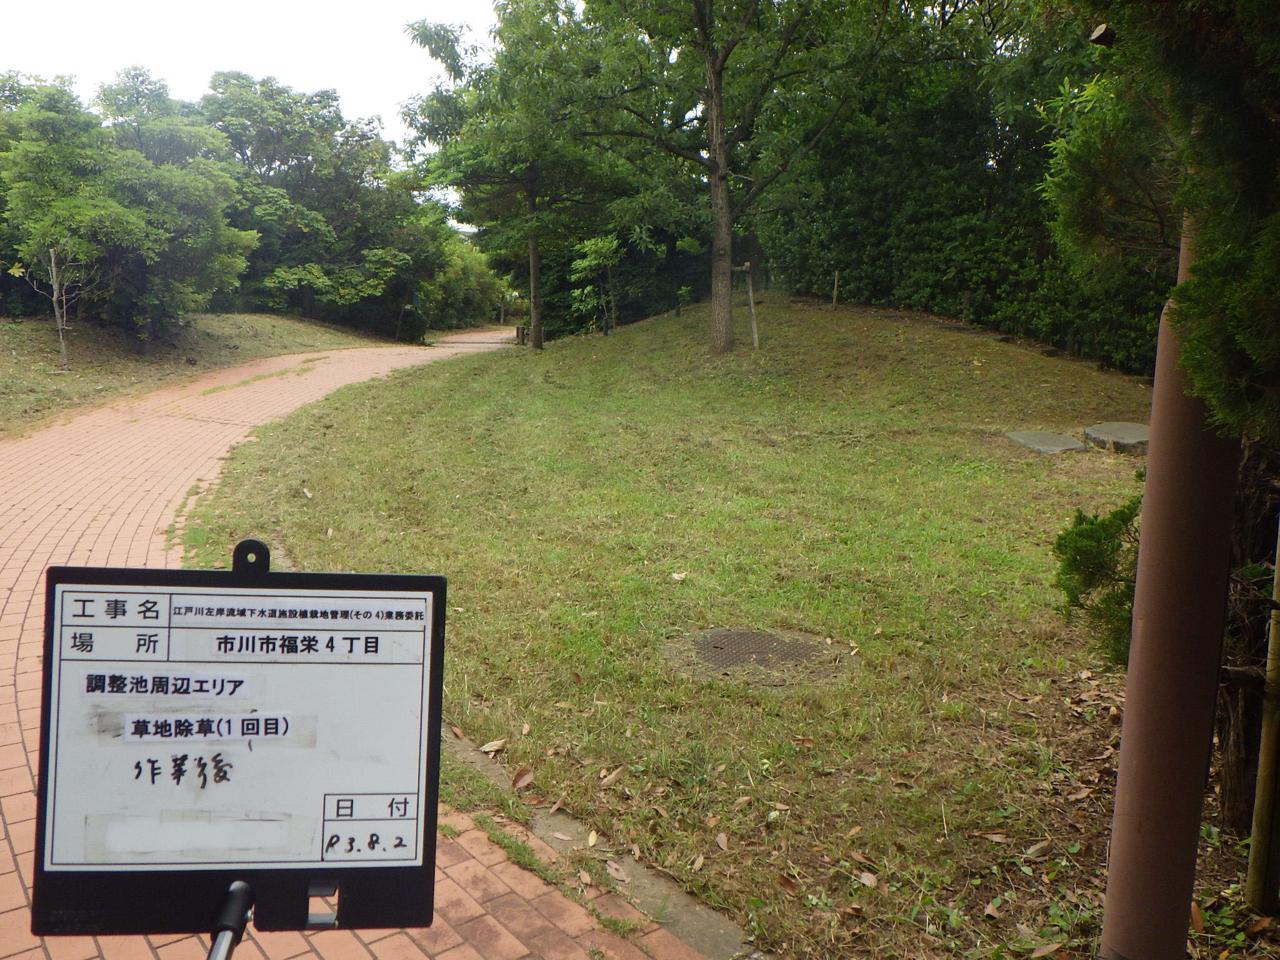 工事名 江戸川左岸流域下水道施設植栽地管理(その4)業務委託
場所 市川市福栄4丁目
調整池周辺エリア
草地除草(1回目)
作業後
日付
R3.8.2